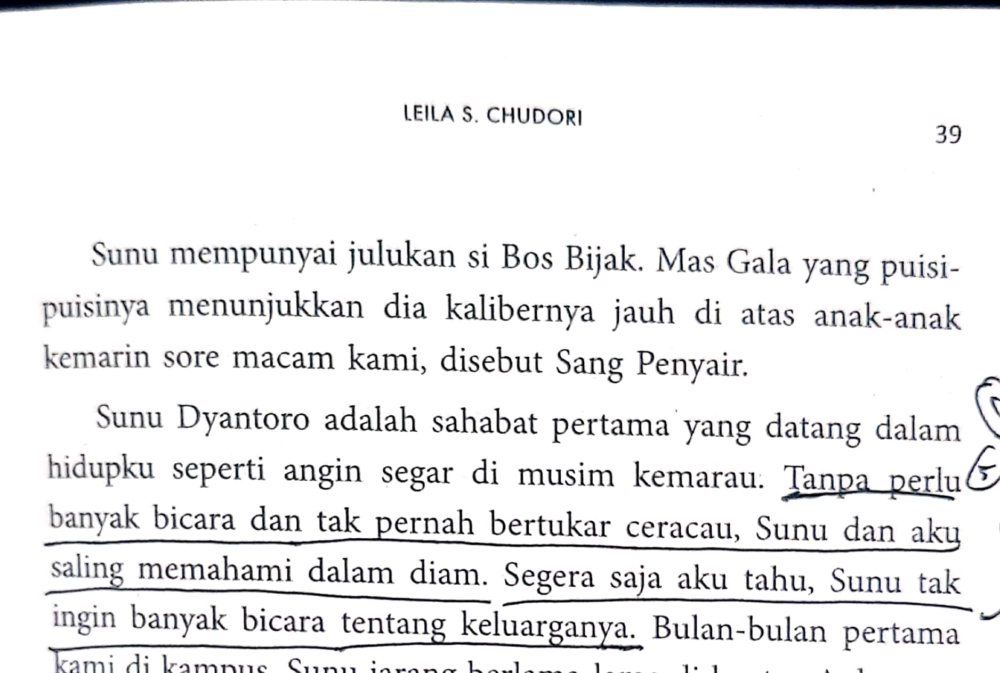 LEILA S. CHUDORI
39
Sunu mempunyai julukan si Bos Bijak. Mas Gala yang puisi-
puisinya menunjukkan dia kalibernya jauh di atas anak-anak
kemarin sore macam kami, disebut Sang Penyair.
Sunu Dyantoro adalah sahabat pertama yang datang dalam
hidupku seperti angin segar di musim kemarau. Tanpa perlu
banyak bicara dan tak pernah bertukar ceracau, Sunu dan aku
saling memahami dalam diam. Segera saja aku tahu, Sunu tak
ingin banyak bicara tentang keluarganya. Bulan-bulan pertama
kami di kampus, Sunu jarang